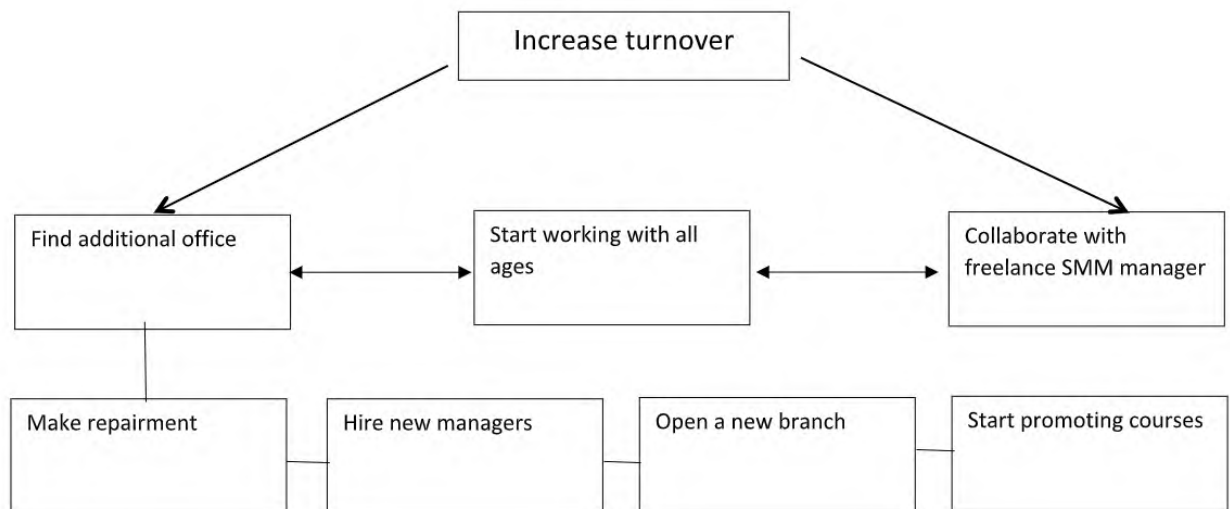 Increase turnover
Find additional office
Start working with all
ages
Collaborate with
freelance SMM manager
Make repairment
Hire new managers
Open a new branch
Start promoting courses